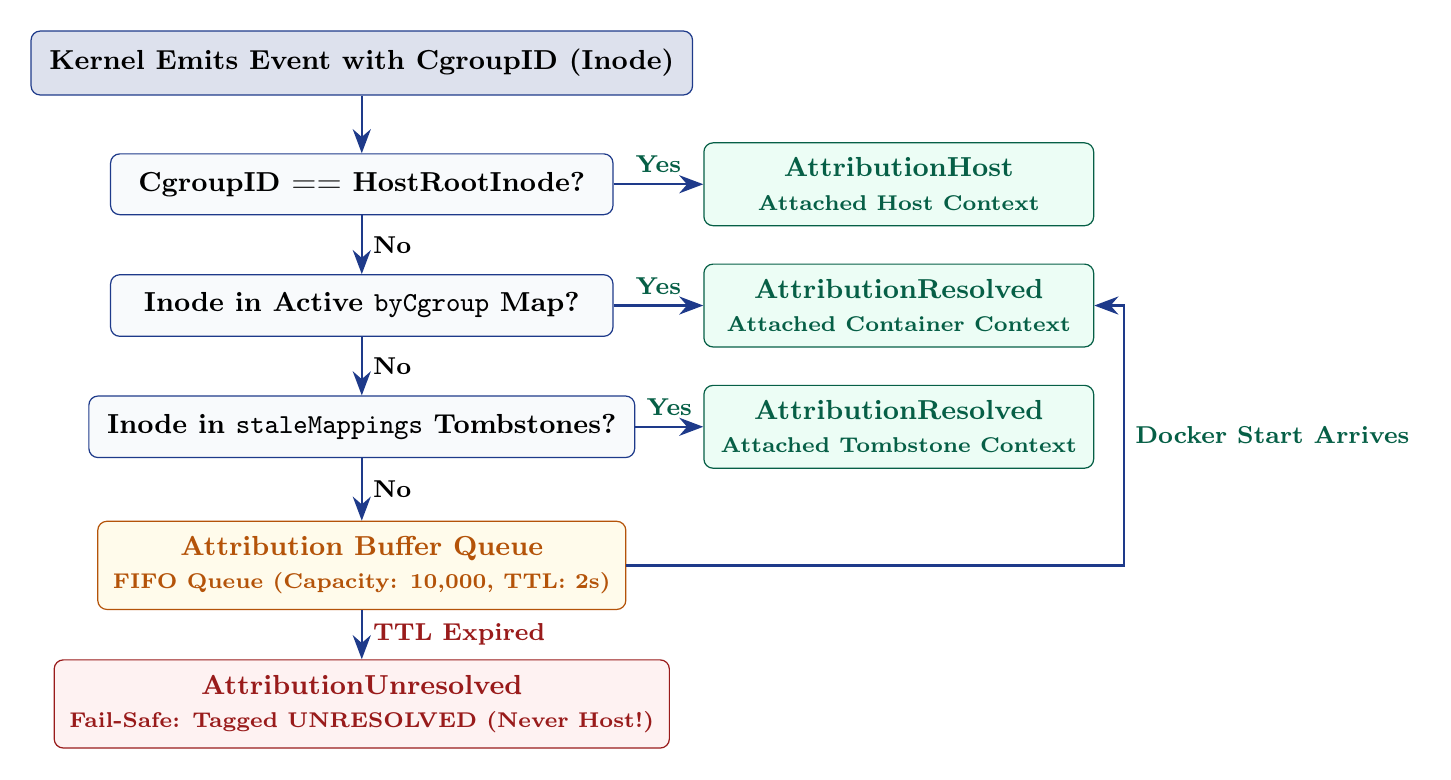 Kernel Emits Event with CgroupID (Inode)
CgroupID == HostRootInode?
Yes
AttributionHost
Attached Host Context
No
Inode in Active byCgroup Map?
Yes
AttributionResolved
Attached Container Context
No
Inode in staleMappings Tombstones?
Yes
AttributionResolved
Attached Tombstone Context
Docker Start Arrives
No
Attribution Buffer Queue
FIFO Queue (Capacity: 10,000, TTL: 2s)
TTL Expired
AttributionUnresolved
Fail-Safe: Tagged UNRESOLVED (Never Host!)